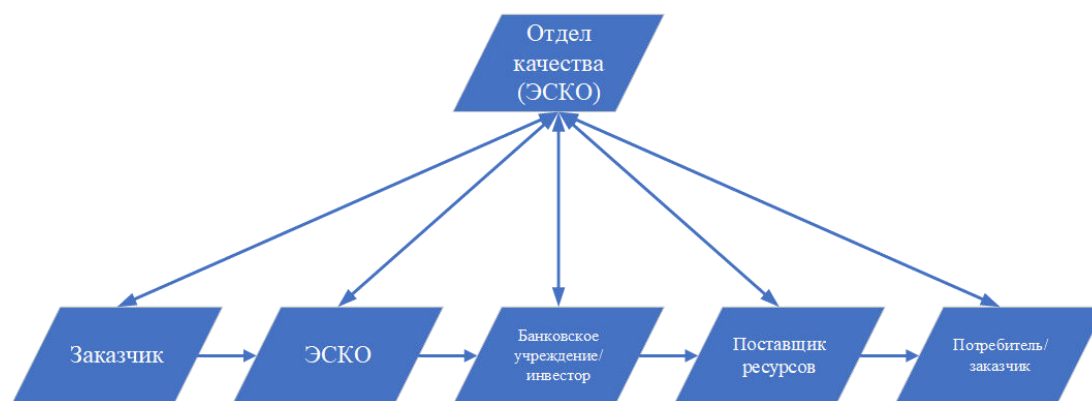 Отдел
качества
(ЭСКО)
Заказчик
ЭСКО
Банковское
учреждение/
инвестор
Поставщик
ресурсов
Потребитель/
заказчик